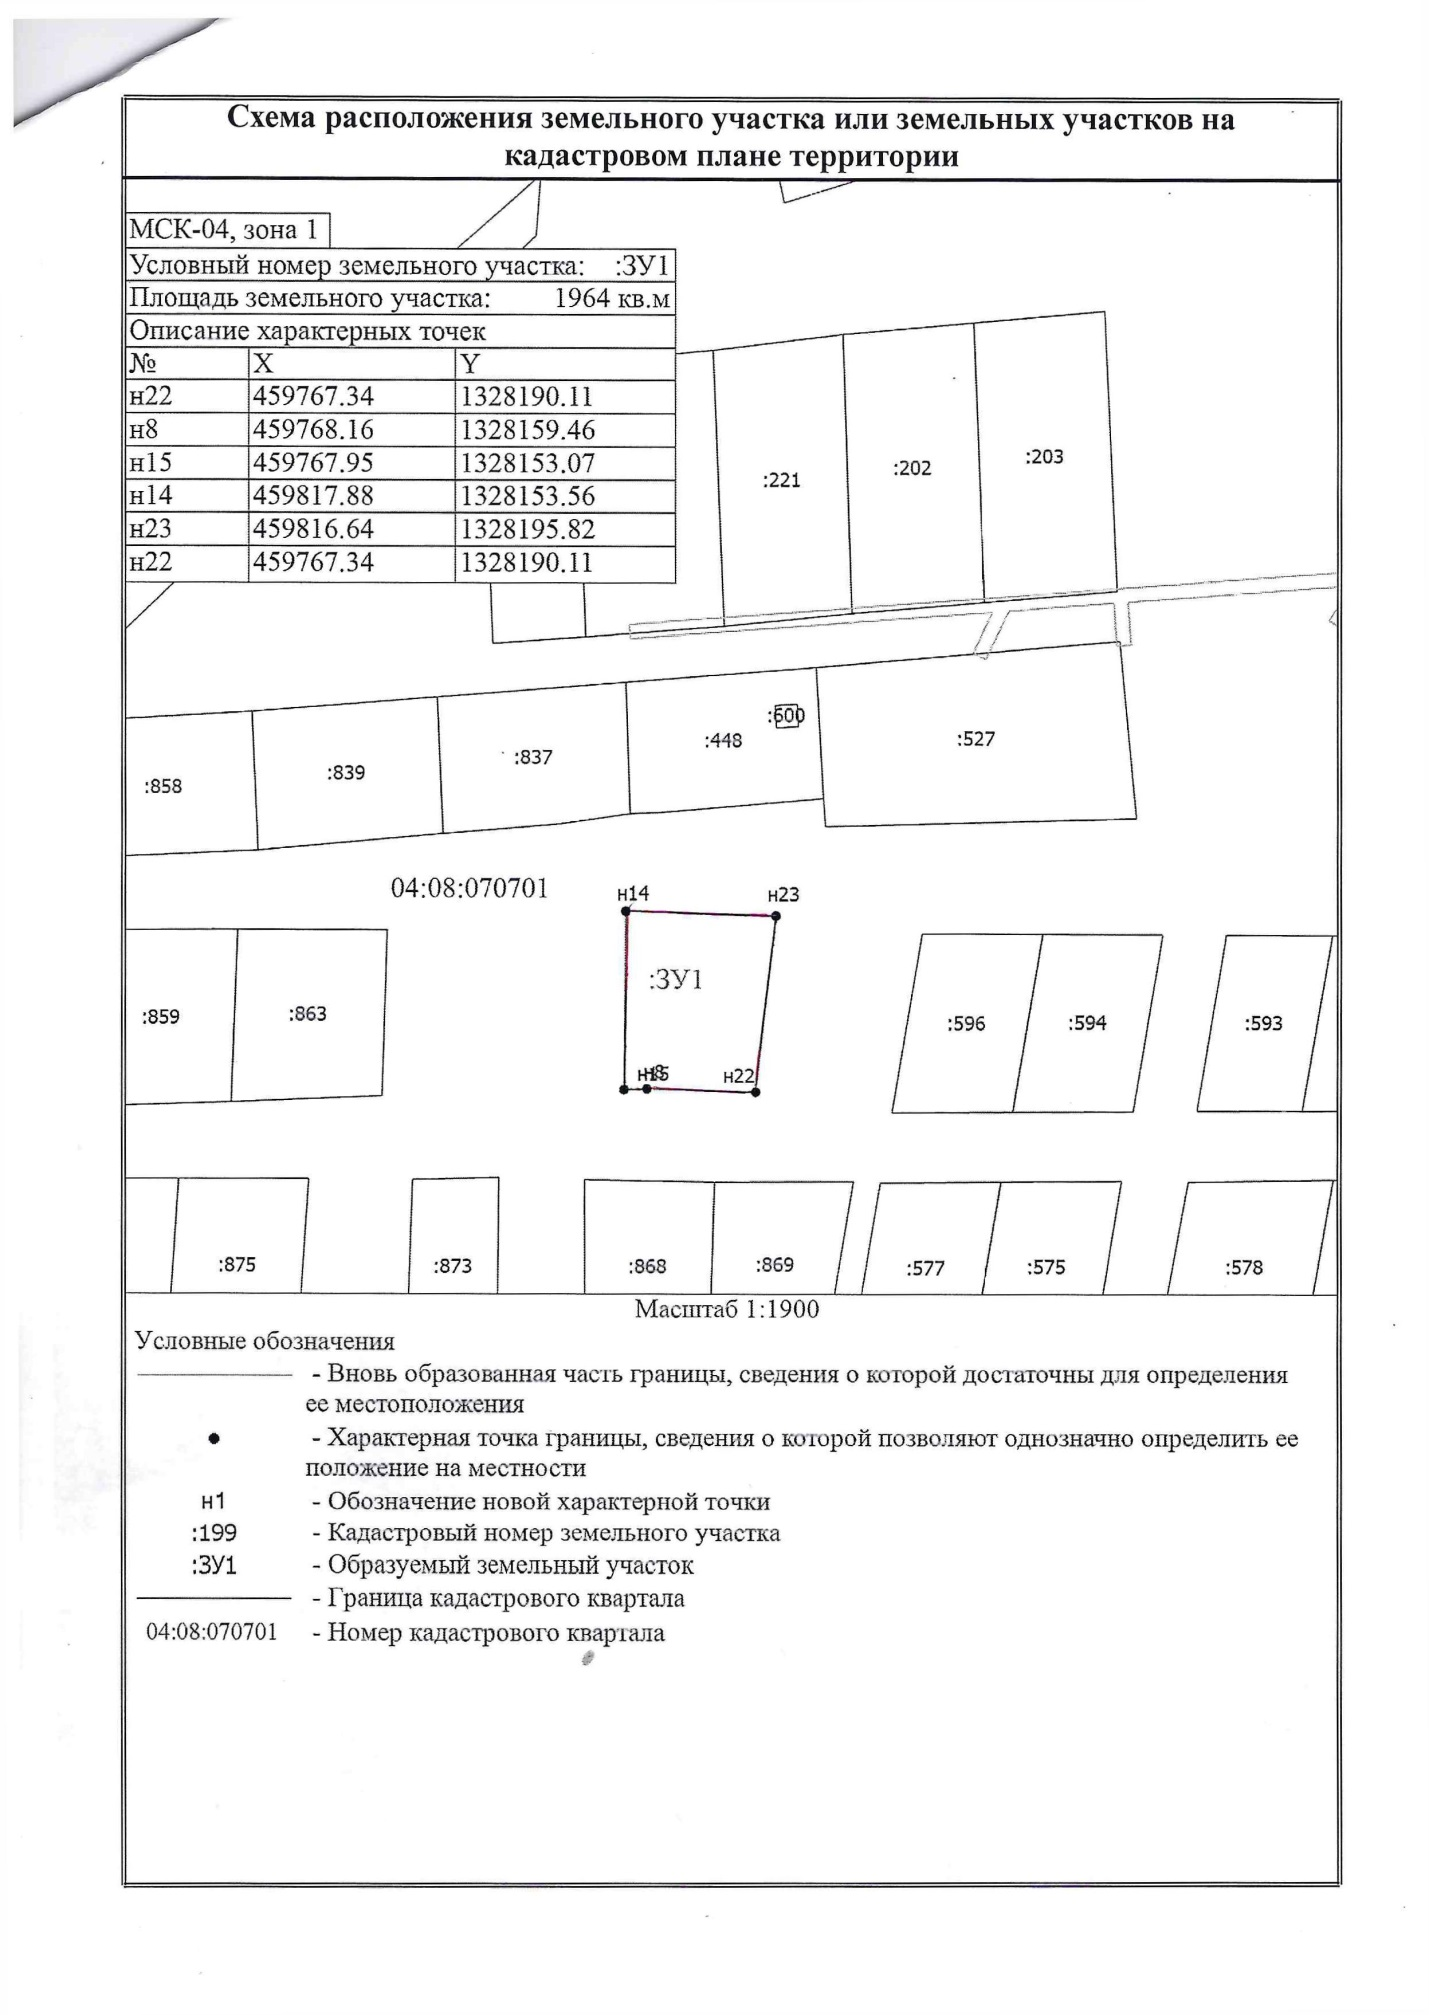 Схема расположения земельного участка или земельных участков на
кадастровом плане территории
МСК-04, зона 1
Условный номер земельного участка: :ЗУ1
Площадь земельного участка: 1964 кв.м
Описание характерных точек
№ X Y
н22 459767.34 1328190.11
н8 459768.16 1328159.46
н15 459767.95 1328153.07
н14 459817.88 1328153.56
н23 459816.64 1328195.82
н22 459767.34 1328190.11
:221 :202 :203
:858 :839 :837 :448 :600 :527
04:08:070701
н14 н23
:ЗУ1
:859 :863 :596 :594 :593
н15 н8 н22
:875 :873 :868 :869 :577 :575 :578
Масштаб 1:1900
Условные обозначения
- Вновь образованная часть границы, сведения о которой достаточны для определения
ее местоположения
- Характерная точка границы, сведения о которой позволяют однозначно определить ее
положение на местности
н1 - Обозначение новой характерной точки
:199 - Кадастровый номер земельного участка
:ЗУ1 - Образуемый земельный участок
- Граница кадастрового квартала
04:08:070701 - Номер кадастрового квартала